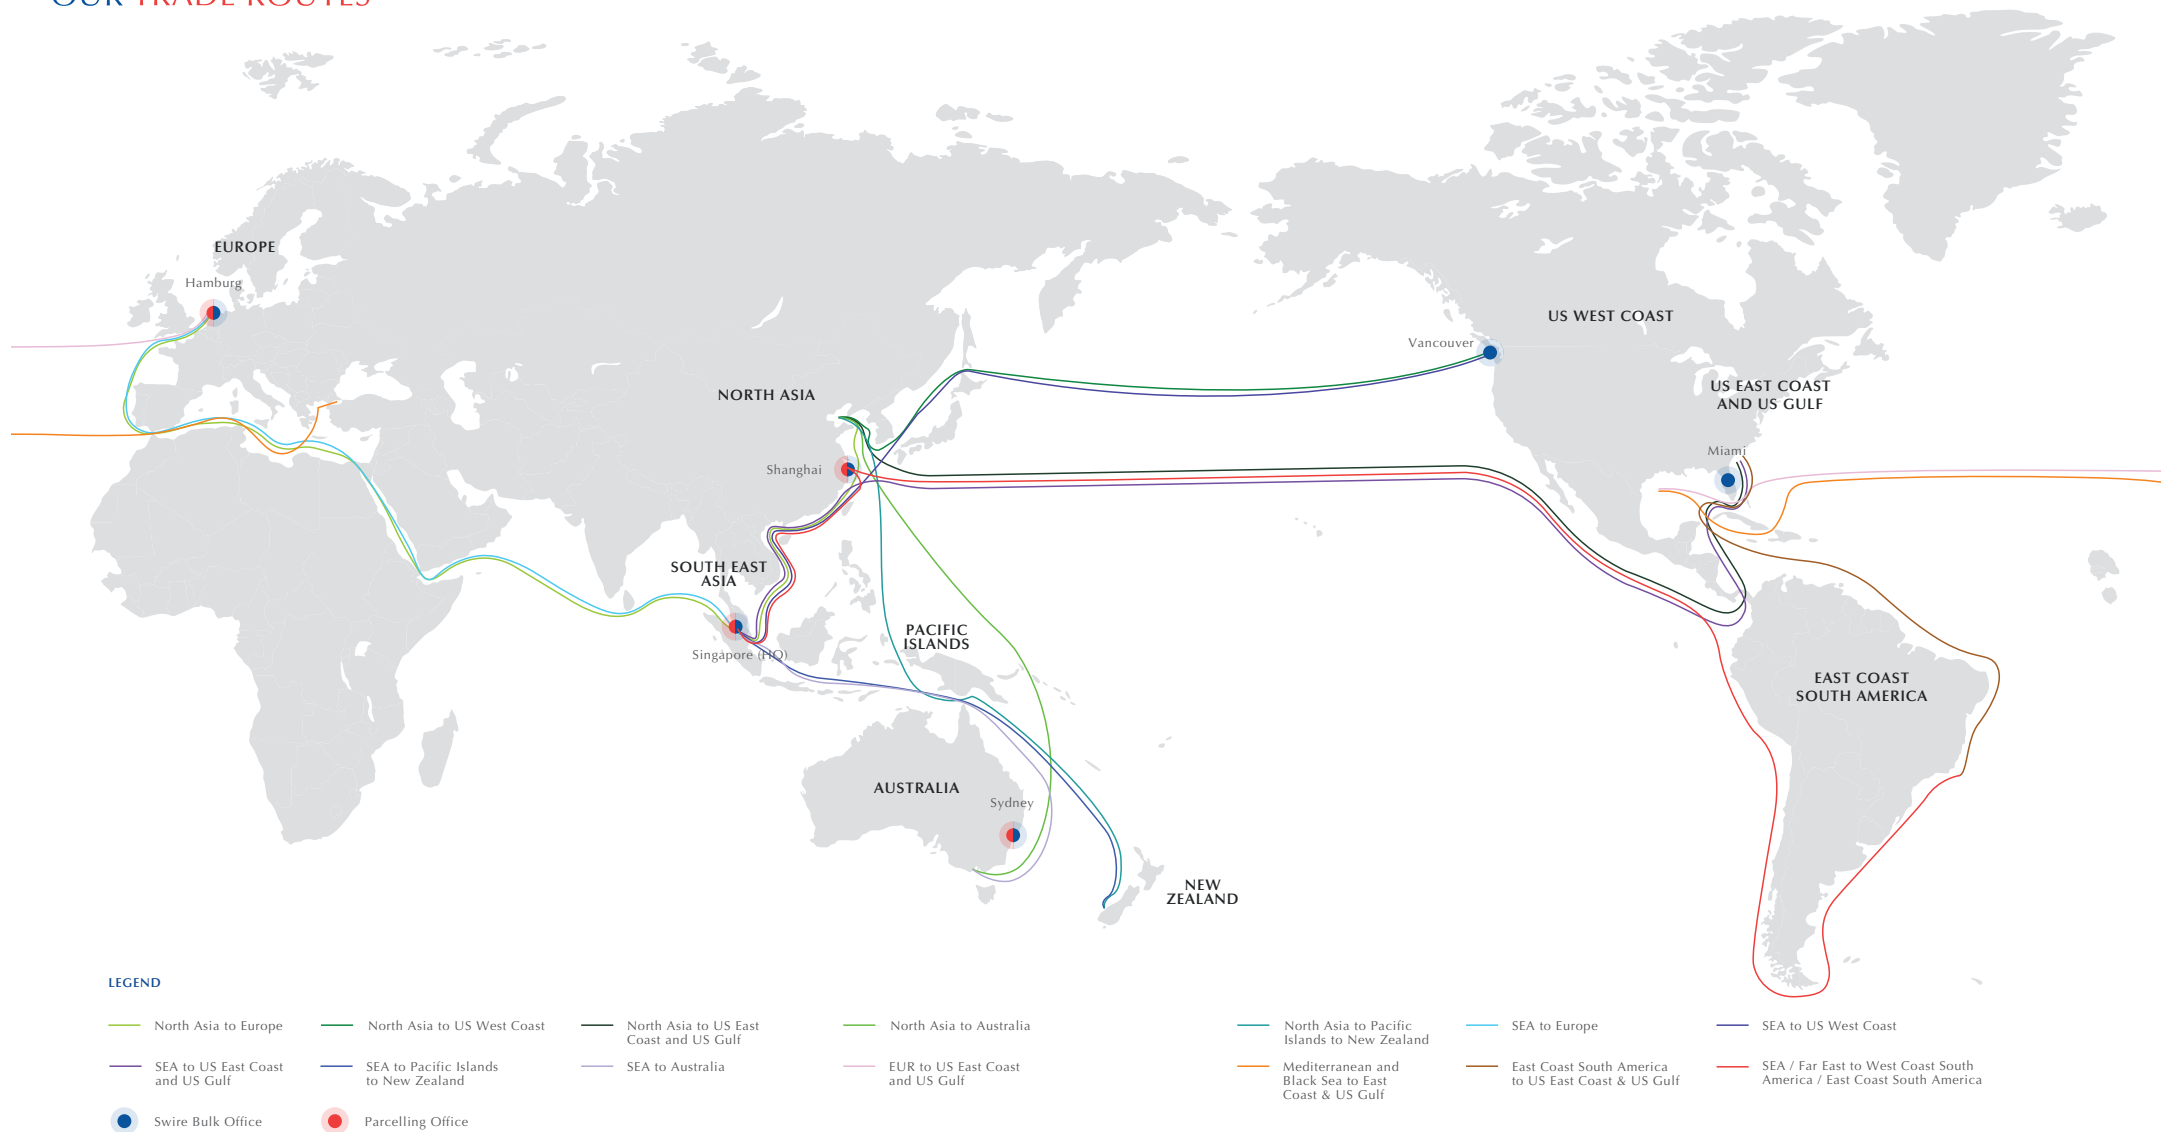 OUR TRADE ROUTES
EUROPE
Hamburg
US WEST COAST
Vancouver
NORTH ASIA
US EAST COAST
AND US GULF
Miami
Shanghai
SOUTH EAST
ASIA
PACIFIC
ISLANDS
Singapore (HQ)
EAST COAST
SOUTH AMERICA
AUSTRALIA
Sydney
NEW
ZEALAND
LEGEND
North Asia to Europe
North Asia to US West Coast
North Asia to US East
Coast and US Gulf
North Asia to Australia
North Asia to Pacific
Islands to New Zealand
SEA to Europe
SEA to US West Coast
SEA to US East Coast
and US Gulf
SEA to Pacific Islands
to New Zealand
SEA to Australia
EUR to US East Coast
and US Gulf
Mediterranean and
Black Sea to East
Coast & US Gulf
East Coast South America
to US East Coast & US Gulf
SEA / Far East to West Coast South
America / East Coast South America
Swire Bulk Office
Parcelling Office